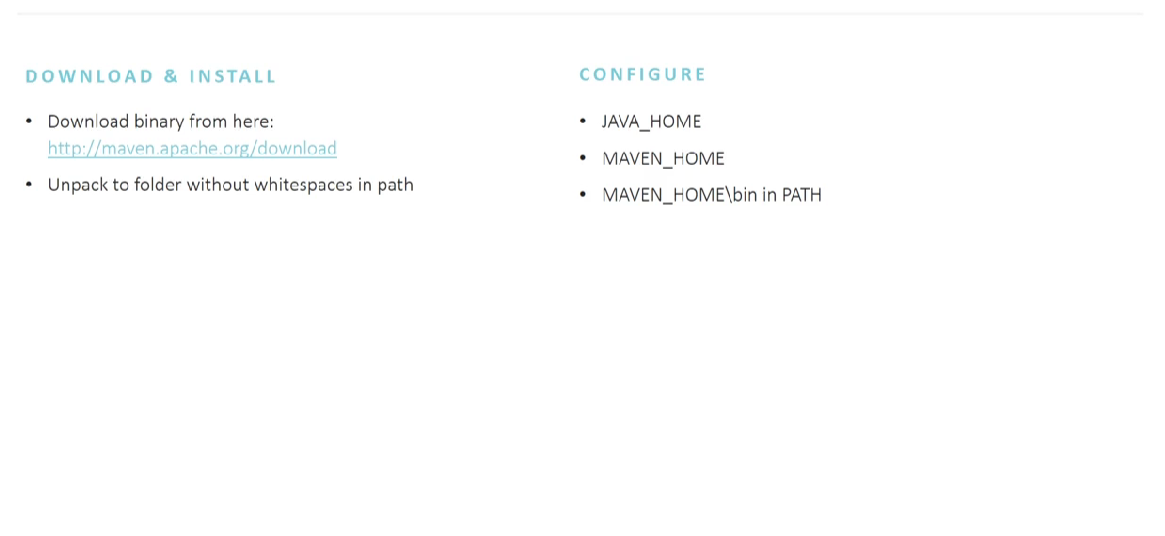 DOWNLOAD & INSTALL
• Download binary from here:
http://maven.apache.org/download
• Unpack to folder without whitespaces in path
CONFIGURE
• JAVA_HOME
• MAVEN_HOME
• MAVEN_HOME\bin in PATH